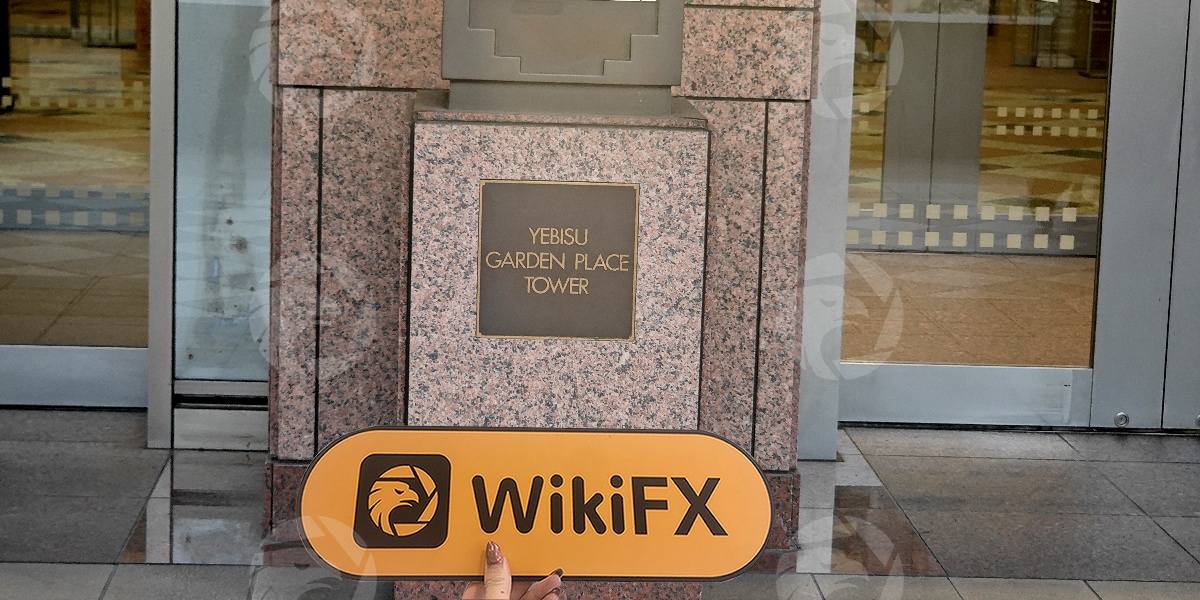 YEBISU
GARDEN PLACE
TOWER
WikiFX